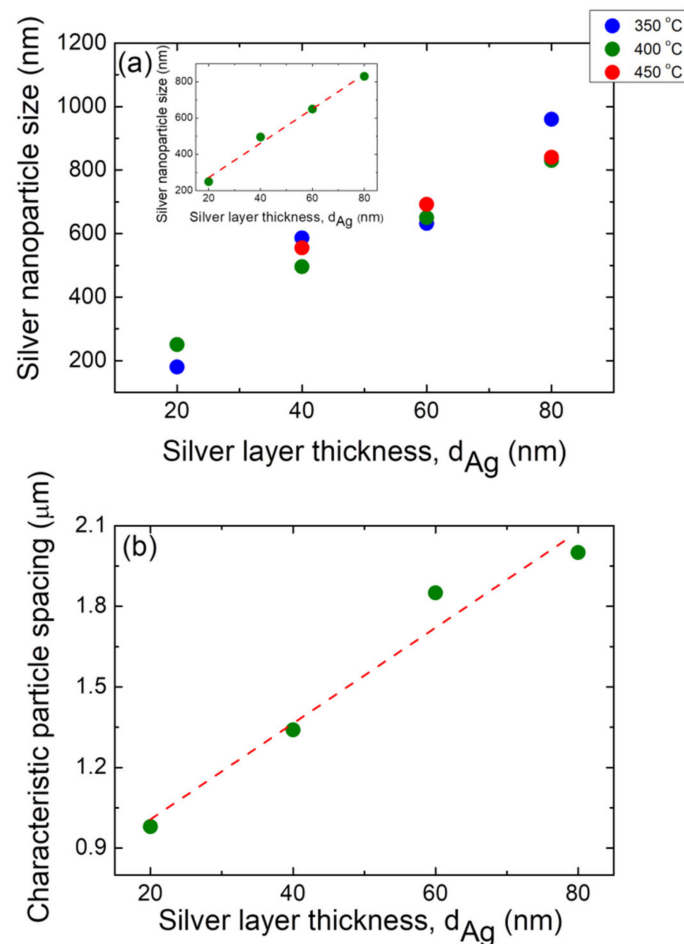 350 °C
400 °C
450 °C
1200
1000
800
600
400
200
Silver nanoparticle size (nm)
(a)
800
600
400
200
Silver nanoparticle size (nm)
20 40 60 80
Silver layer thickness, dAg (nm)
20 40 60 80
Silver layer thickness, dAg (nm)
2.1
1.8
1.5
1.2
0.9
Characteristic particle spacing (μm)
(b)
20 40 60 80
Silver layer thickness, dAg (nm)